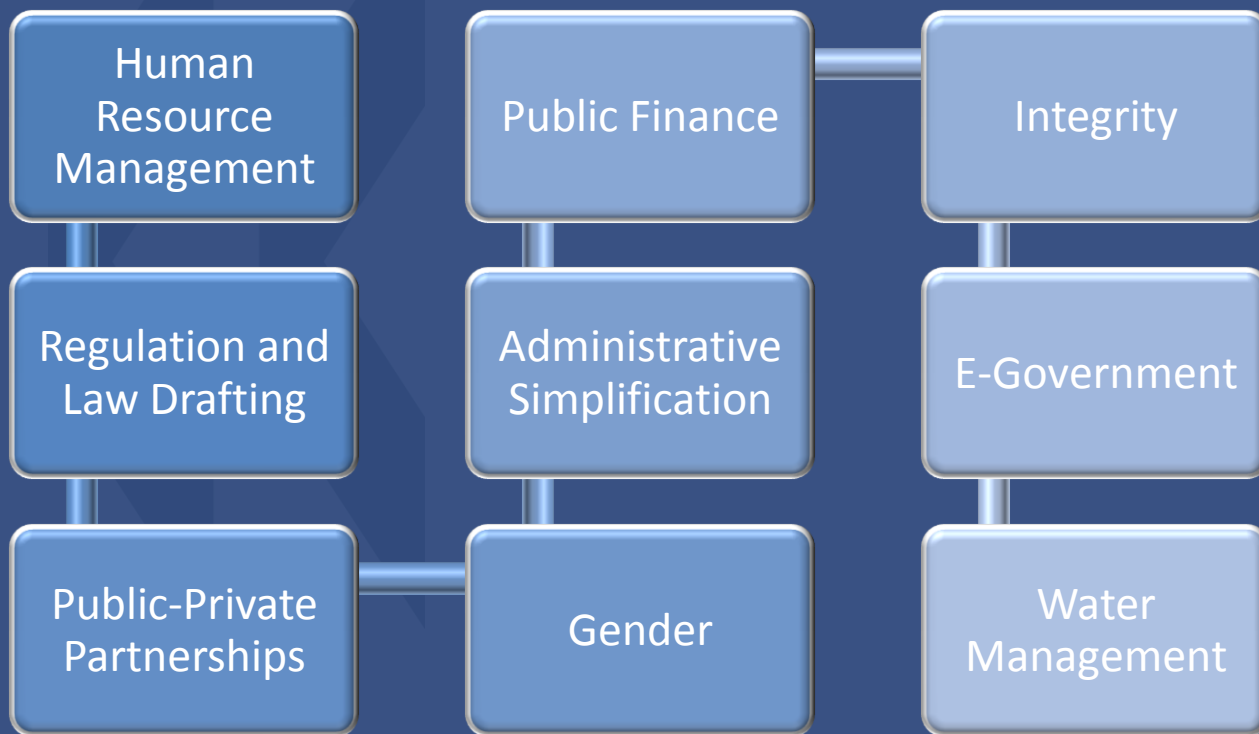 Human
Resource
Management
Regulation and
Law Drafting
Public-Private
Partnerships
Gender
Administrative
Simplification
Public Finance
Integrity
E-Government
Water
Management